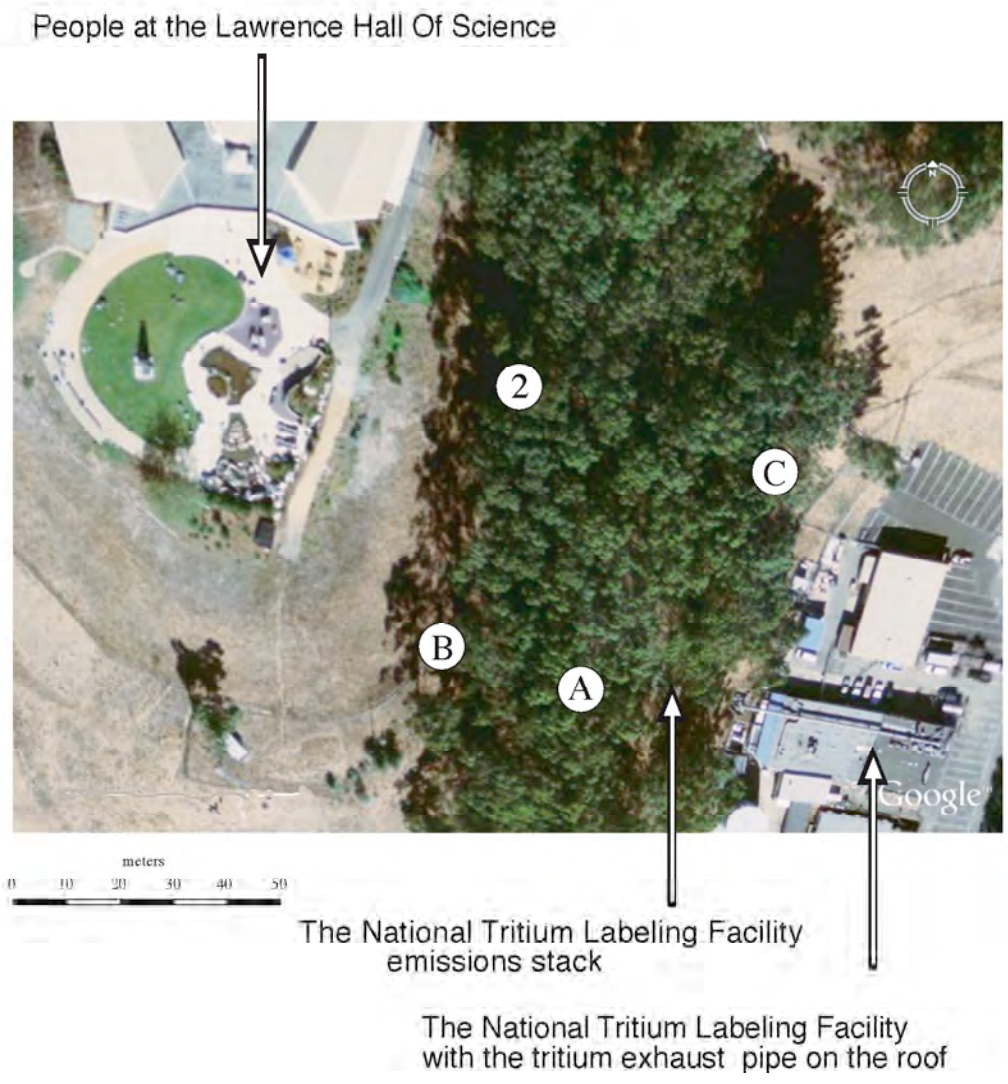 People at the Lawrence Hall Of Science
N
2
C
B
A
Google
meters
0 10 20 30 40 50
The National Tritium Labeling Facility
emissions stack
The National Tritium Labeling Facility
with the tritium exhaust pipe on the roof